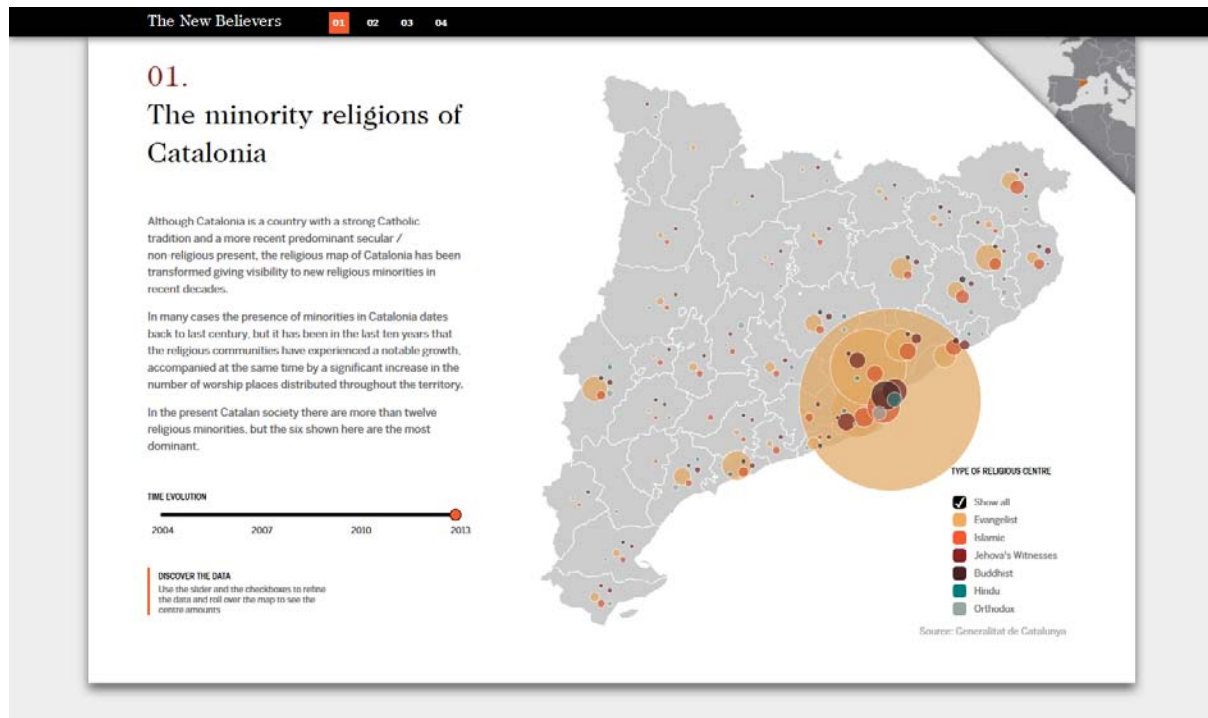 The New Believers 01 02 03 04
01.
The minority religions of
Catalonia
Although Catalonia is a country with a strong Catholic
tradition and a more recent predominant secular /
non-religious present, the religious map of Catalonia has been
transformed giving visibility to new religious minorities in
recent decades.
In many cases the presence of minorities in Catalonia dates
back to last century, but it has been in the last ten years that
the religious communities have experienced a notable growth,
accompanied at the same time by a significant increase in the
number of worship places distributed throughout the territory.
In the present Catalan society there are more than twelve
religious minorities, but the six shown here are the most
dominant.
TIME EVOLUTION
2004 2007 2010 2013
DISCOVER THE DATA
Use the slider and the checkboxes to refine
the data and roll over the map to see the
centre amounts
TYPE OF RELIGIOUS CENTRE
Show all
Evangelist
Islamic
Jehova's Witnesses
Buddhist
Hindu
Orthodox
Source: Generalitat de Catalunya